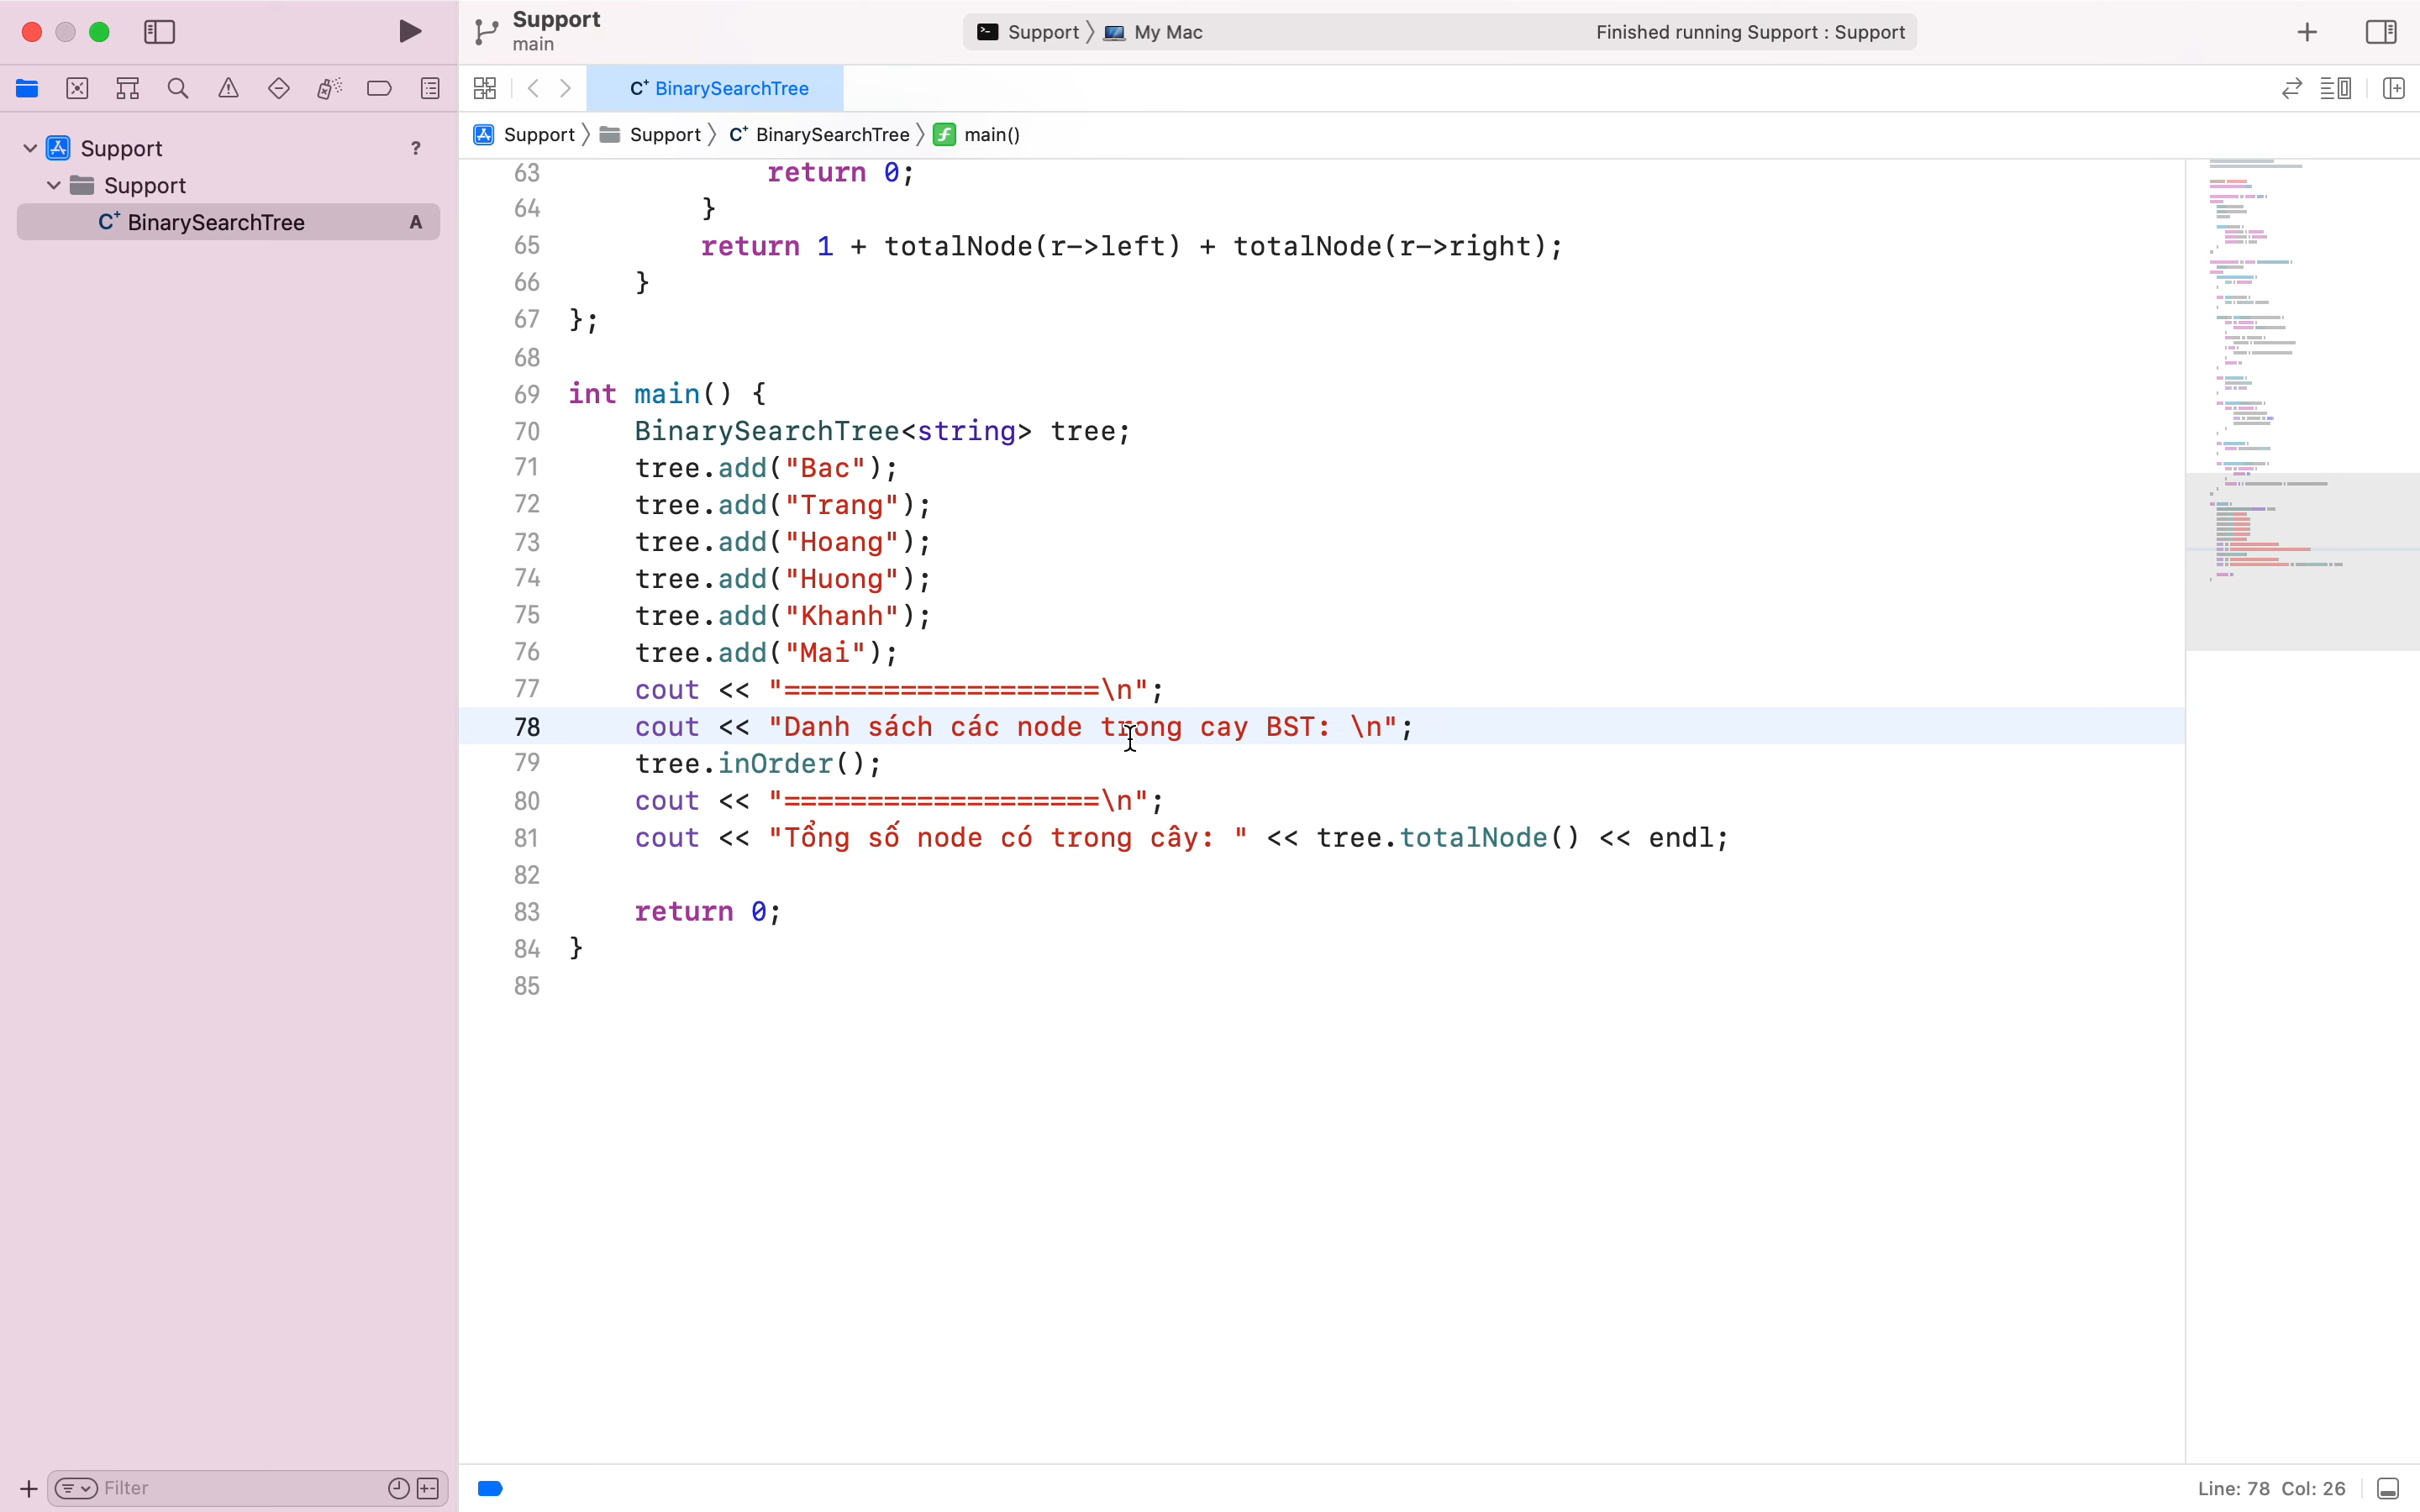 Support
main
Support 〉 My Mac
Finished running Support : Support
C+ BinarySearchTree
Support
?
Support
C+ BinarySearchTree
A
Support 〉 Support 〉 C+ BinarySearchTree 〉 f main()
63 return 0;
64 }
65 return 1 + totalNode(r->left) + totalNode(r->right);
66 }
67 };
68
69 int main() {
70 BinarySearchTree<string> tree;
71 tree.add("Bac");
72 tree.add("Trang");
73 tree.add("Hoang");
74 tree.add("Huong");
75 tree.add("Khanh");
76 tree.add("Mai");
77 cout << "===================\n";
78 cout << "Danh sách các node trong cay BST: \n";
79 tree.inOrder();
80 cout << "===================\n";
81 cout << "Tổng số node có trong cây: " << tree.totalNode() << endl;
82
83 return 0;
84 }
85
Filter
Line: 78 Col: 26